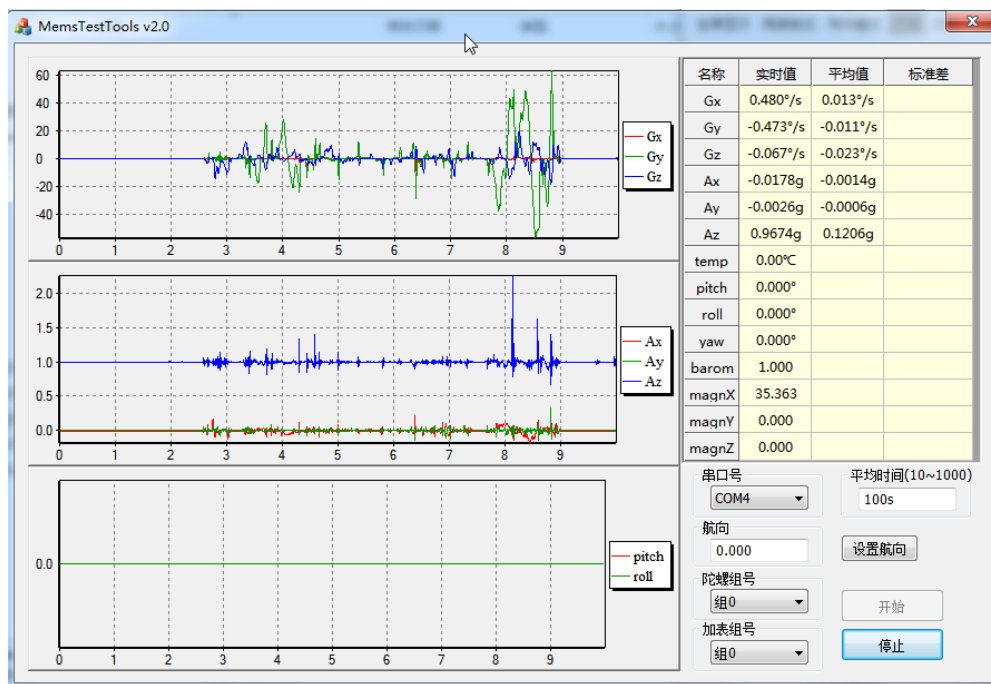 MemsTestTools v2.0
60
40
20
0
-20
-40
0 1 2 3 4 5 6 7 8 9
Gx
Gy
Gz
2.0
1.5
1.0
0.5
0.0
0 1 2 3 4 5 6 7 8 9
Ax
Ay
Az
0.0
0 1 2 3 4 5 6 7 8 9
pitch
roll
名称 实时值 平均值 标准差
Gx 0.480°/s 0.013°/s
Gy -0.473°/s -0.011°/s
Gz -0.067°/s -0.023°/s
Ax -0.0178g -0.0014g
Ay -0.0026g -0.0006g
Az 0.9674g 0.1206g
temp 0.00℃
pitch 0.000°
roll 0.000°
yaw 0.000°
barom 1.000
magnX 35.363
magnY 0.000
magnZ 0.000
串口号 平均时间(10~1000)
COM4 100s
航向
0.000 设置航向
陀螺组号
组0 开始
加表组号
组0 停止